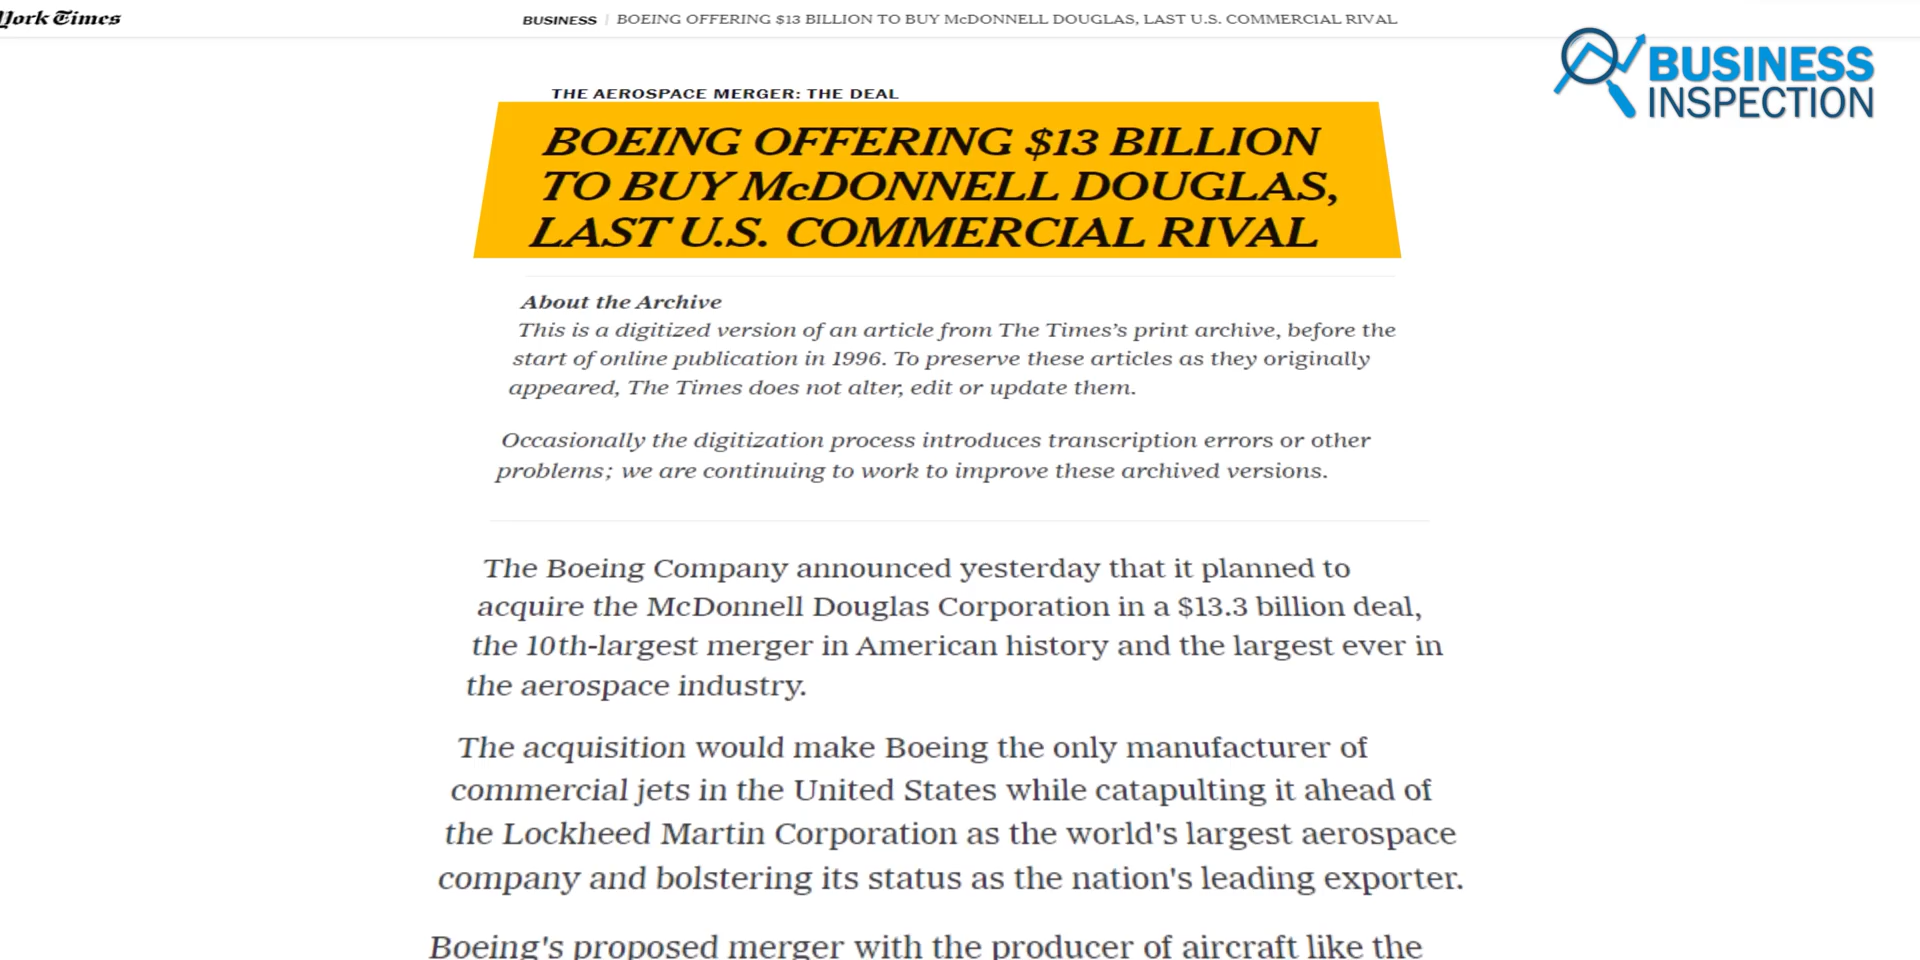 York Times
BUSINESS | BOEING OFFERING $13 BILLION TO BUY McDONNELL DOUGLAS, LAST U.S. COMMERCIAL RIVAL
BUSINESS
INSPECTION
THE AEROSPACE MERGER: THE DEAL
BOEING OFFERING $13 BILLION
TO BUY McDONNELL DOUGLAS,
LAST U.S. COMMERCIAL RIVAL
About the Archive
This is a digitized version of an article from The Times’s print archive, before the
start of online publication in 1996. To preserve these articles as they originally
appeared, The Times does not alter, edit or update them.
Occasionally the digitization process introduces transcription errors or other
problems; we are continuing to work to improve these archived versions.
The Boeing Company announced yesterday that it planned to
acquire the McDonnell Douglas Corporation in a $13.3 billion deal,
the 10th-largest merger in American history and the largest ever in
the aerospace industry.
The acquisition would make Boeing the only manufacturer of
commercial jets in the United States while catapulting it ahead of
the Lockheed Martin Corporation as the world's largest aerospace
company and bolstering its status as the nation's leading exporter.
Boeing's proposed merger with the producer of aircraft like the